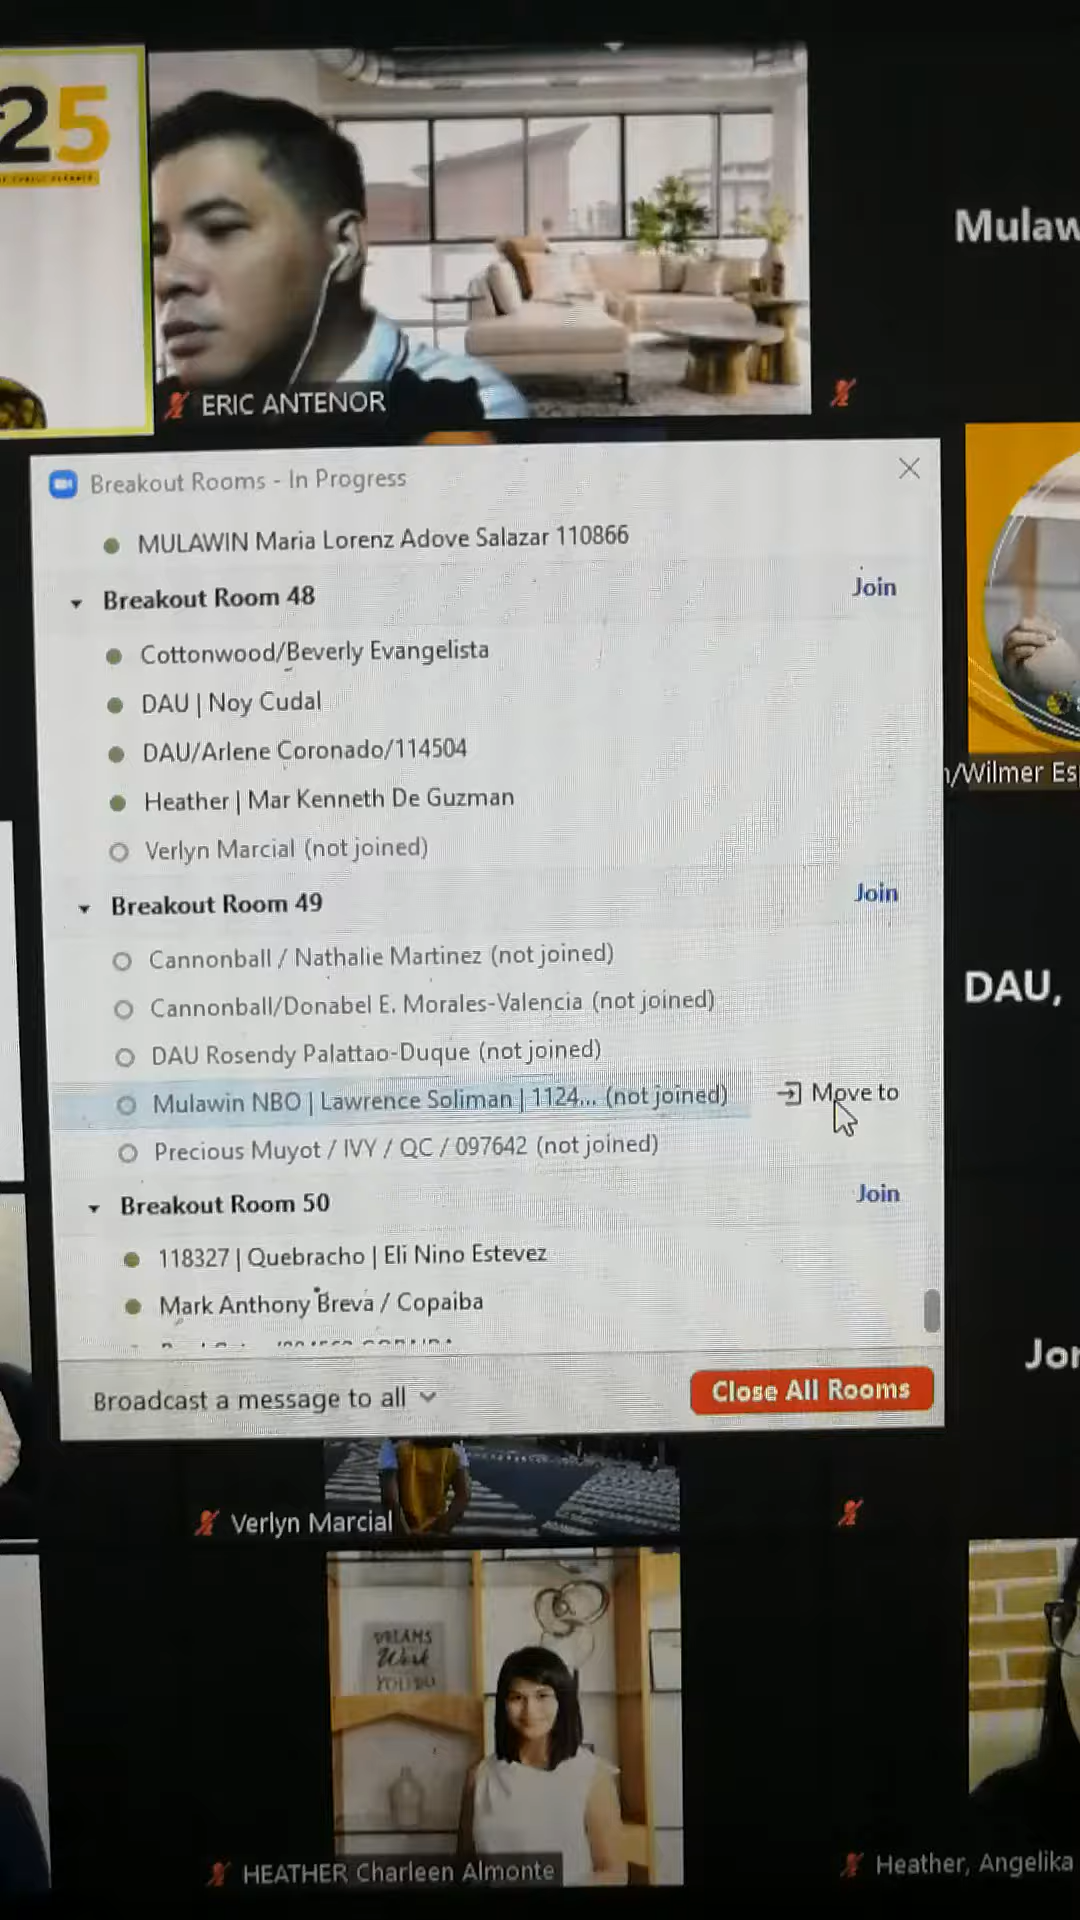 25
Mulaw
ERIC ANTENOR
Breakout Rooms - In Progress
MULAWIN Maria Lorenz Adove Salazar 110866
Breakout Room 48
Join
Cottonwood/Beverly Evangelista
DAU | Noy Cudal
DAU/Arlene Coronado/114504
Heather | Mar Kenneth De Guzman
/Wilmer Es
Verlyn Marcial (not joined)
Breakout Room 49
Join
Cannonball / Nathalie Martinez (not joined)
Cannonball/Donabel E. Morales-Valencia (not joined)
DAU,
DAU Rosendy Palattao-Duque (not joined)
Mulawin NBO | Lawrence Soliman | 1124... (not joined)
Move to
Precious Muyot / IVY / QC / 097642 (not joined)
Breakout Room 50
Join
118327 | Quebracho | Eli Nino Estevez
Mark Anthony Breva / Copaiba
Jor
Broadcast a message to all
Close All Rooms
Verlyn Marcial
DREAMS
Work
YOU DO
HEATHER Charleen Almonte
Heather, Angelika